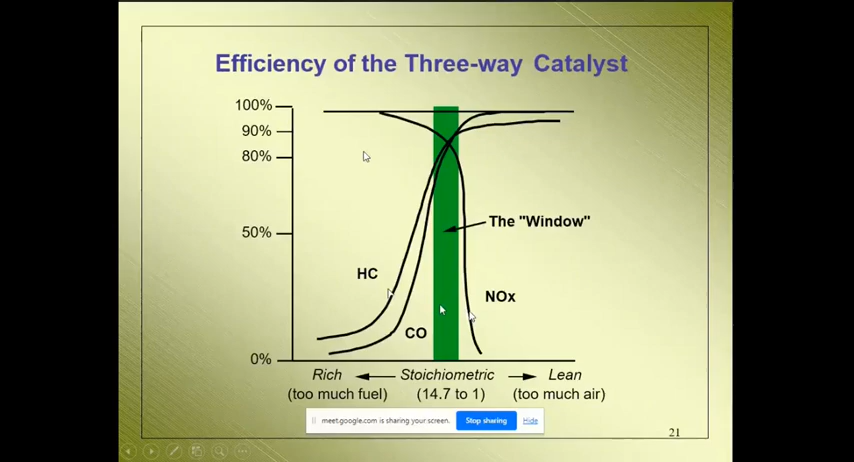 Efficiency of the Three-way Catalyst
100%
90%
80%
50%
The "Window"
HC
NOx
CO
0%
Rich Stoichiometric Lean
(too much fuel) (14.7 to 1) (too much air)
meet.google.com is sharing your screen. Stop sharing Hide
21